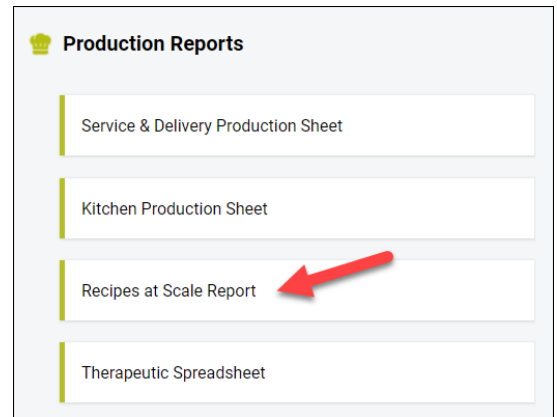 Production Reports
Service & Delivery Production Sheet
Kitchen Production Sheet
Recipes at Scale Report
Therapeutic Spreadsheet